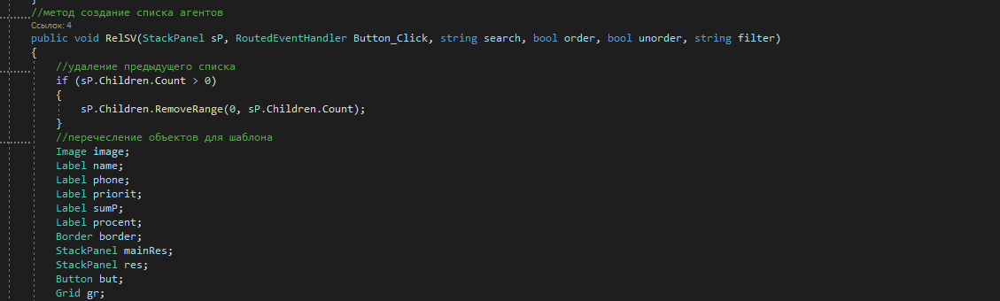 }
//метод создание списка агентов
Ссылок: 4
public void RelSV(StackPanel sP, RoutedEventHandler Button_Click, string search, bool order, bool unorder, string filter)
{
//удаление предыдущего списка
if (sP.Children.Count > 0)
{
sP.Children.RemoveRange(0, sP.Children.Count);
}
//перечесление объектов для шаблона
Image image;
Label name;
Label phone;
Label priorit;
Label sumP;
Label procent;
Border border;
StackPanel mainRes;
StackPanel res;
Button but;
Grid gr;